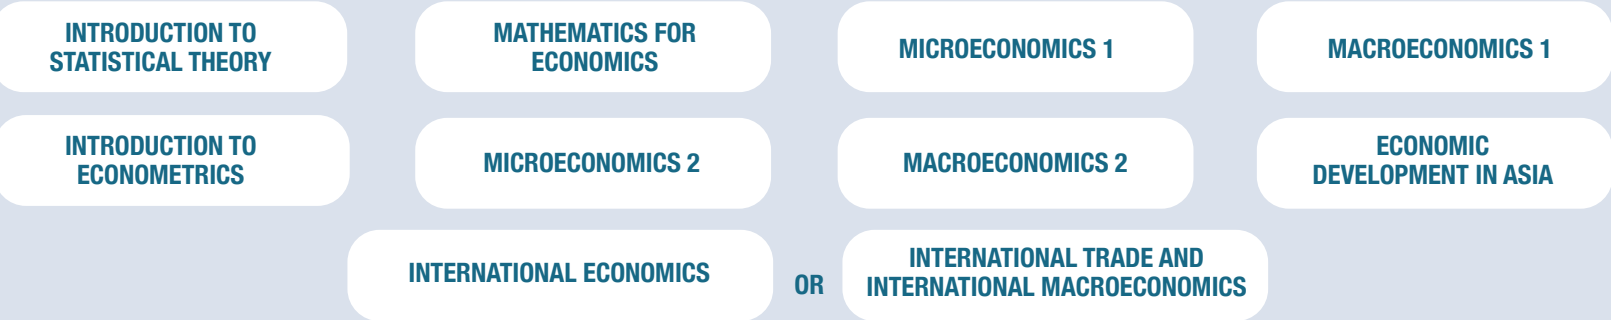 INTRODUCTION TO
STATISTICAL THEORY
MATHEMATICS FOR
ECONOMICS
MICROECONOMICS 1
MACROECONOMICS 1
INTRODUCTION TO
ECONOMETRICS
MICROECONOMICS 2
MACROECONOMICS 2
ECONOMIC
DEVELOPMENT IN ASIA
INTERNATIONAL ECONOMICS
OR
INTERNATIONAL TRADE AND
INTERNATIONAL MACROECONOMICS